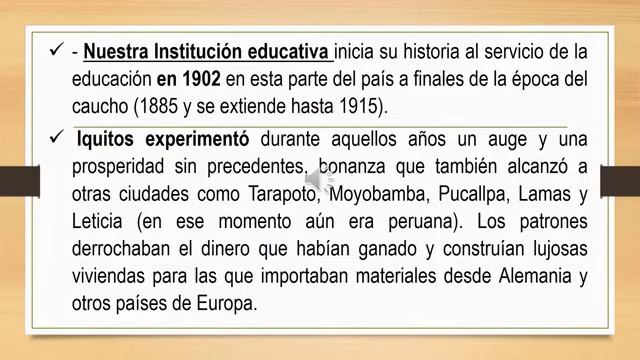 ✓ - Nuestra Institución educativa inicia su historia al servicio de la
educación en 1902 en esta parte del país a finales de la época del
caucho (1885 y se extiende hasta 1915).
✓ Iquitos experimentó durante aquellos años un auge y una
prosperidad sin precedentes, bonanza que también alcanzó a
otras ciudades como Tarapoto, Moyobamba, Pucallpa, Lamas y
Leticia (en ese momento aún era peruana). Los patrones
derrochaban el dinero que habían ganado y construían lujosas
viviendas para las que importaban materiales desde Alemania y
otros países de Europa.